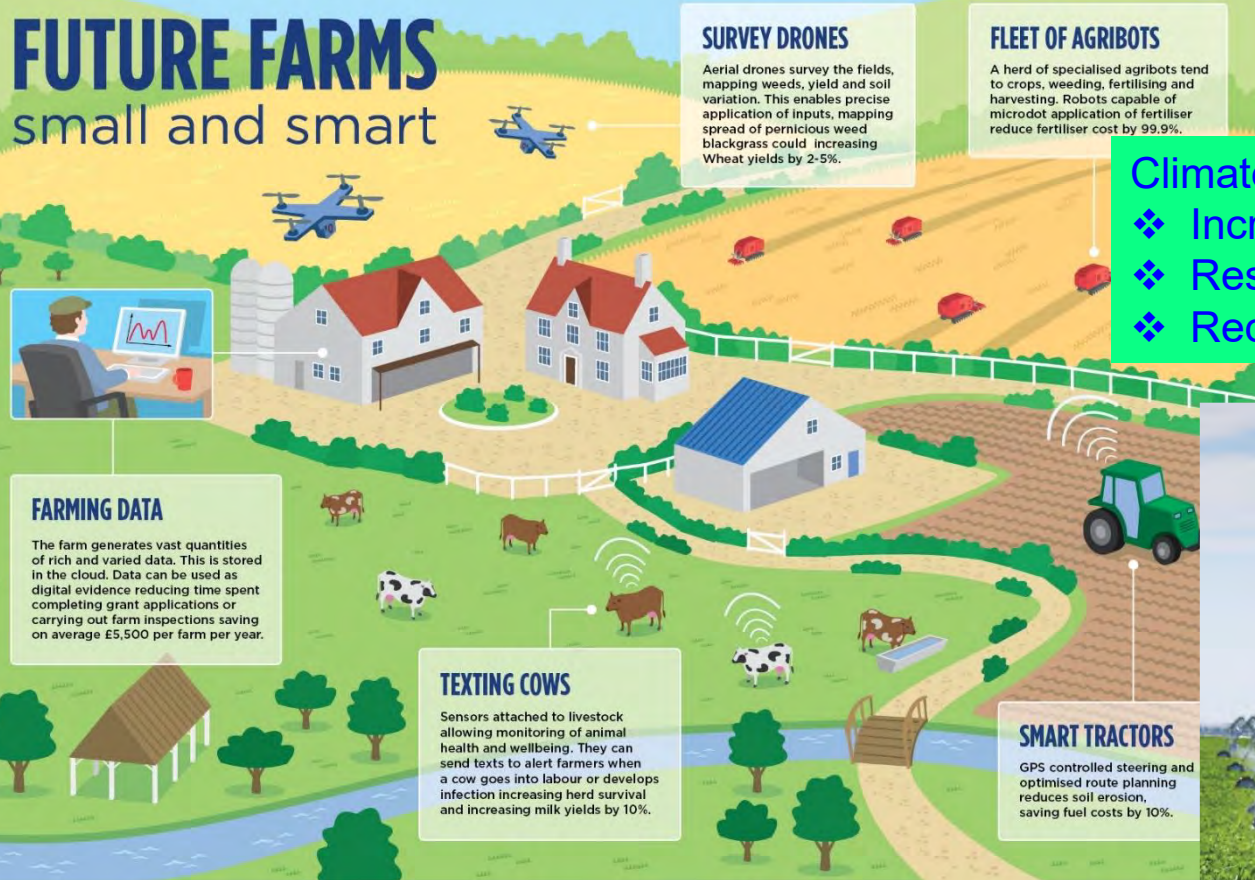 FUTURE FARMS
small and smart
SURVEY DRONES
Aerial drones survey the fields,
mapping weeds, yield and soil
variation. This enables precise
application of inputs, mapping
spread of pernicious weed
blackgrass could increasing
Wheat yields by 2-5%.
FLEET OF AGRIBOTS
A herd of specialised agribots tend
to crops, weeding, fertilising and
harvesting. Robots capable of
microdot application of fertiliser
reduce fertiliser cost by 99.9%.
FARMING DATA
The farm generates vast quantities
of rich and varied data. This is stored
in the cloud. Data can be used as
digital evidence reducing time spent
completing grant applications or
carrying out farm inspections saving
on average £5,500 per farm per year.
TEXTING COWS
Sensors attached to livestock
allowing monitoring of animal
health and wellbeing. They can
send texts to alert farmers when
a cow goes into labour or develops
infection increasing herd survival
and increasing milk yields by 10%.
SMART TRACTORS
GPS controlled steering and
optimised route planning
reduces soil erosion,
saving fuel costs by 10%.